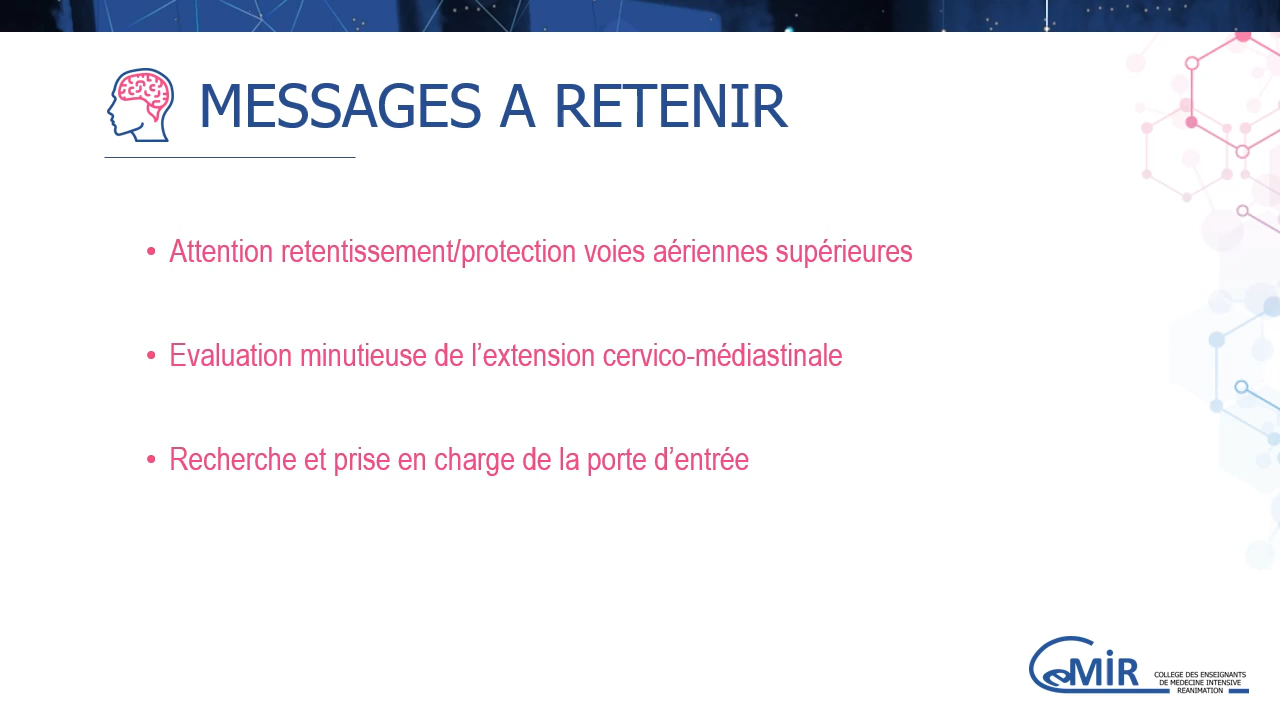 MESSAGES A RETENIR
• Attention retentissement/protection voies aériennes supérieures
• Evaluation minutieuse de l’extension cervico-médiastinale
• Recherche et prise en charge de la porte d’entrée
CeMIR
COLLEGE DES ENSEIGNANTS
DE MEDECINE INTENSIVE
REANIMATION